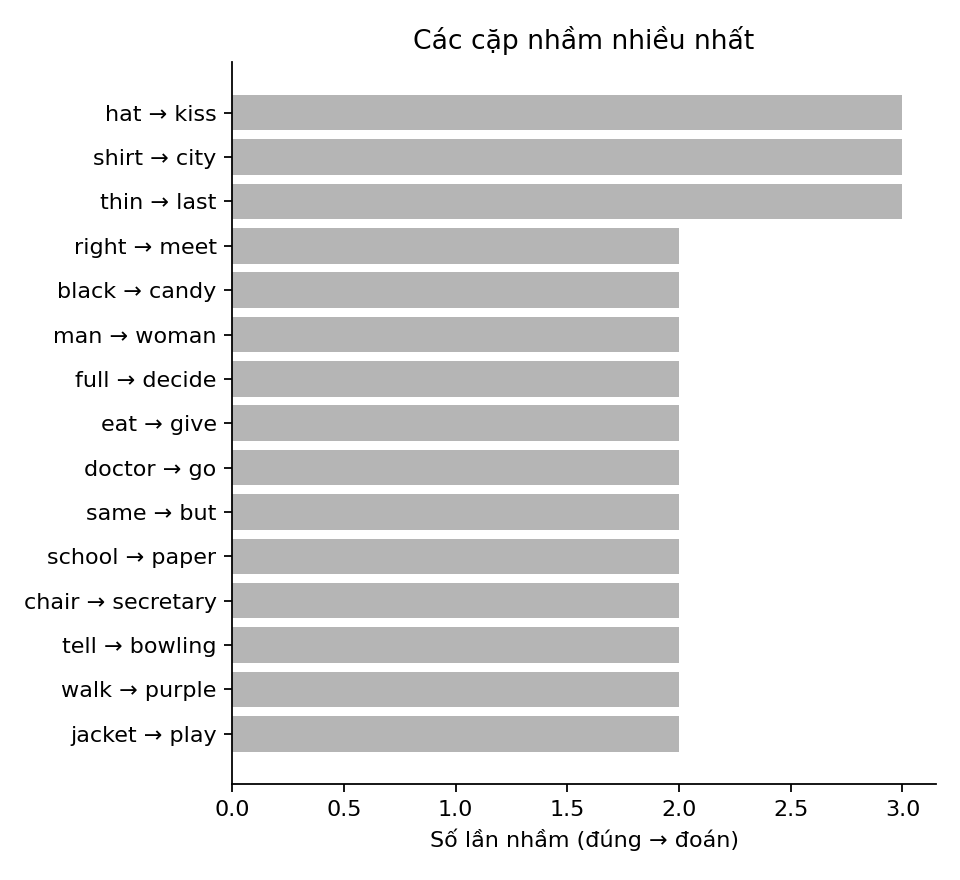 Các cặp nhầm nhiều nhất
hat → kiss
shirt → city
thin → last
right → meet
black → candy
man → woman
full → decide
eat → give
doctor → go
same → but
school → paper
chair → secretary
tell → bowling
walk → purple
jacket → play
0.0 0.5 1.0 1.5 2.0 2.5 3.0
Số lần nhầm (đúng → đoán)